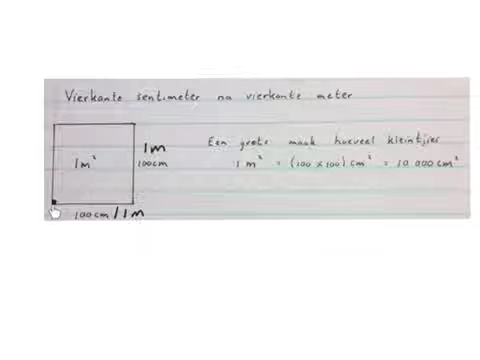 Vierkante sentimeter na vierkante meter
Een grote maak hoeveel kleintjies
1m
1m²
100cm
1 m² = (100 x 100) cm² = 10 000 cm²
100cm / 1m